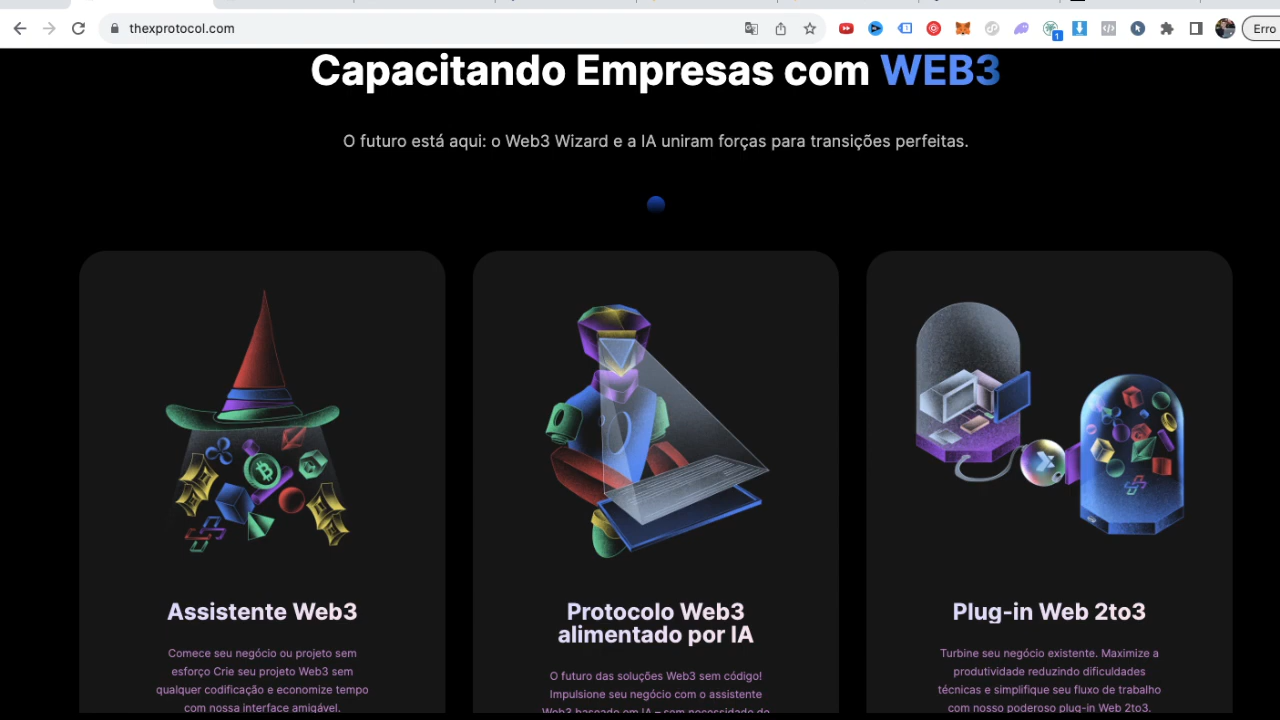 thexprotocol.com
1
Erro
Capacitando Empresas com WEB3
O futuro está aqui: o Web3 Wizard e a IA uniram forças para transições perfeitas.
Assistente Web3
Comece seu negócio ou projeto sem
esforço Crie seu projeto Web3 sem
qualquer codificação e economize tempo
com nossa interface amigável.
Protocolo Web3
alimentado por IA
O futuro das soluções Web3 sem código!
Impulsione seu negócio com o assistente
Web3 baseado em IA – sem necessidade de
Plug-in Web 2to3
Turbine seu negócio existente. Maximize a
produtividade reduzindo dificuldades
técnicas e simplifique seu fluxo de trabalho
com nosso poderoso plug-in Web 2to3.